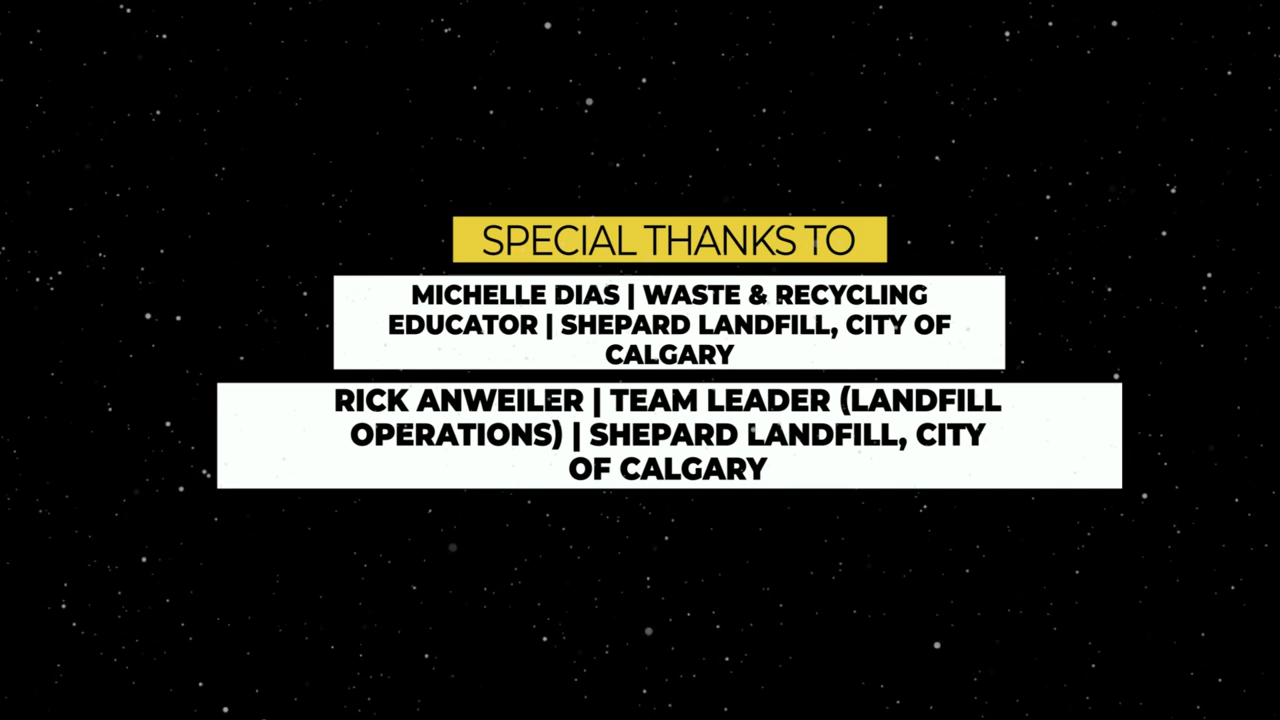 SPECIAL THANKS TO
MICHELLE DIAS | WASTE & RECYCLING
EDUCATOR | SHEPARD LANDFILL, CITY OF
CALGARY
RICK ANWEILER | TEAM LEADER (LANDFILL
OPERATIONS) | SHEPARD LANDFILL, CITY
OF CALGARY